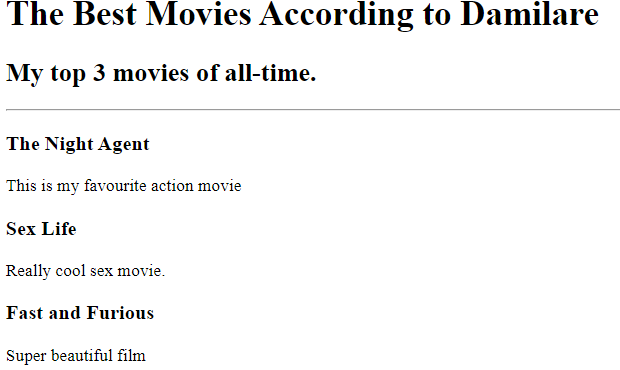 The Best Movies According to Damilare
My top 3 movies of all-time.
The Night Agent
This is my favourite action movie
Sex Life
Really cool sex movie.
Fast and Furious
Super beautiful film